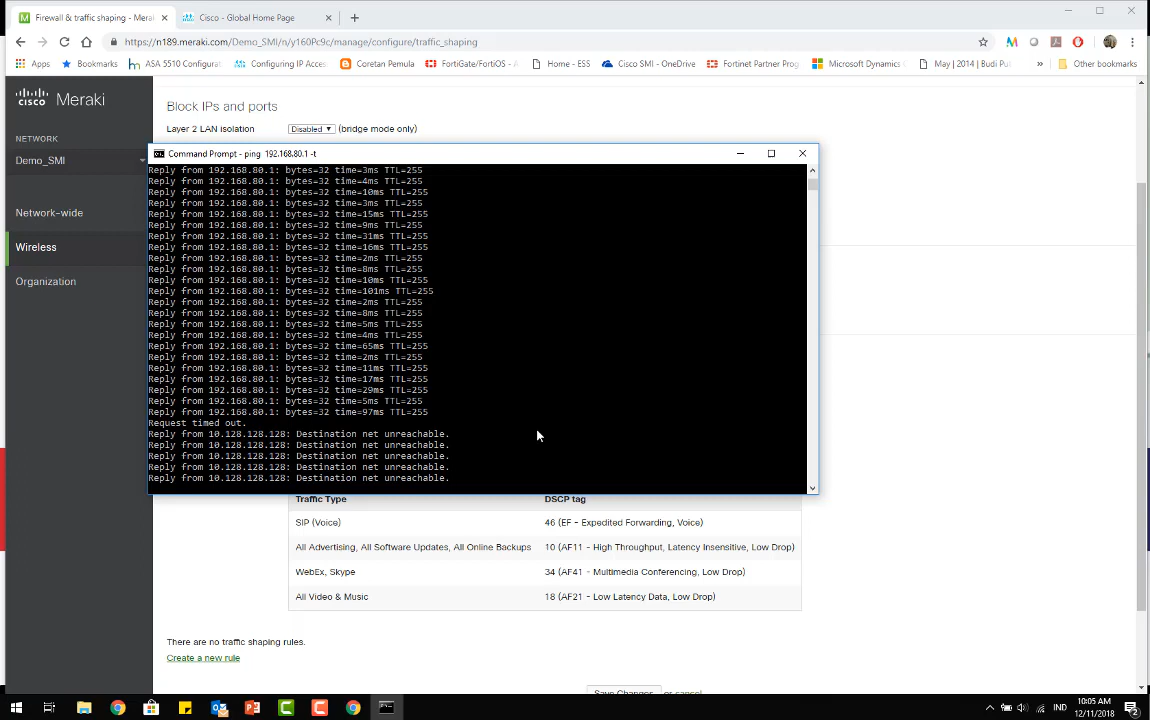 Firewall & traffic shaping - Mera
Cisco - Global Home Page
https://n189.meraki.com/Demo_SMI/n/y160Pc9c/manage/configure/traffic_shaping
Apps
Bookmarks
ASA 5510 Configurat
Configuring IP Acces
Coretan Pemula
FortiGate/FortiOS - A
Home - ESS
Cisco SMI - OneDrive
Fortinet Partner Prog
Microsoft Dynamics
May | 2014 | Budi Put
»
Other bookmarks
CISCO Meraki
NETWORK
Demo_SMI
Network-wide
Wireless
Organization
Block IPs and ports
Layer 2 LAN isolation Disabled (bridge mode only)
Command Prompt - ping 192.168.80.1 -t
Reply from 192.168.80.1: bytes=32 time=3ms TTL=255
Reply from 192.168.80.1: bytes=32 time=4ms TTL=255
Reply from 192.168.80.1: bytes=32 time=10ms TTL=255
Reply from 192.168.80.1: bytes=32 time=3ms TTL=255
Reply from 192.168.80.1: bytes=32 time=15ms TTL=255
Reply from 192.168.80.1: bytes=32 time=9ms TTL=255
Reply from 192.168.80.1: bytes=32 time=31ms TTL=255
Reply from 192.168.80.1: bytes=32 time=16ms TTL=255
Reply from 192.168.80.1: bytes=32 time=2ms TTL=255
Reply from 192.168.80.1: bytes=32 time=8ms TTL=255
Reply from 192.168.80.1: bytes=32 time=10ms TTL=255
Reply from 192.168.80.1: bytes=32 time=101ms TTL=255
Reply from 192.168.80.1: bytes=32 time=2ms TTL=255
Reply from 192.168.80.1: bytes=32 time=8ms TTL=255
Reply from 192.168.80.1: bytes=32 time=5ms TTL=255
Reply from 192.168.80.1: bytes=32 time=4ms TTL=255
Reply from 192.168.80.1: bytes=32 time=65ms TTL=255
Reply from 192.168.80.1: bytes=32 time=2ms TTL=255
Reply from 192.168.80.1: bytes=32 time=11ms TTL=255
Reply from 192.168.80.1: bytes=32 time=17ms TTL=255
Reply from 192.168.80.1: bytes=32 time=29ms TTL=255
Reply from 192.168.80.1: bytes=32 time=5ms TTL=255
Reply from 192.168.80.1: bytes=32 time=97ms TTL=255
Request timed out.
Reply from 10.128.128.128: Destination net unreachable.
Reply from 10.128.128.128: Destination net unreachable.
Reply from 10.128.128.128: Destination net unreachable.
Reply from 10.128.128.128: Destination net unreachable.
Reply from 10.128.128.128: Destination net unreachable.
Traffic Type DSCP tag
SIP (Voice) 46 (EF - Expedited Forwarding, Voice)
All Advertising, All Software Updates, All Online Backups 10 (AF11 - High Throughput, Latency Insensitive, Low Drop)
WebEx, Skype 34 (AF41 - Multimedia Conferencing, Low Drop)
All Video & Music 18 (AF21 - Low Latency Data, Low Drop)
There are no traffic shaping rules.
Create a new rule
Save Changes or cancel
IND
10:05 AM
12/11/2018
2